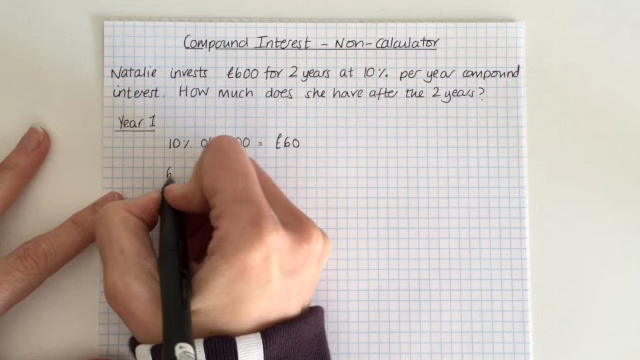 Compound Interest - Non-calculator
Natalie invests £600 for 2 years at 10% per year compound
interest. How much does she have after the 2 years?
Year 1
10% = £60
6